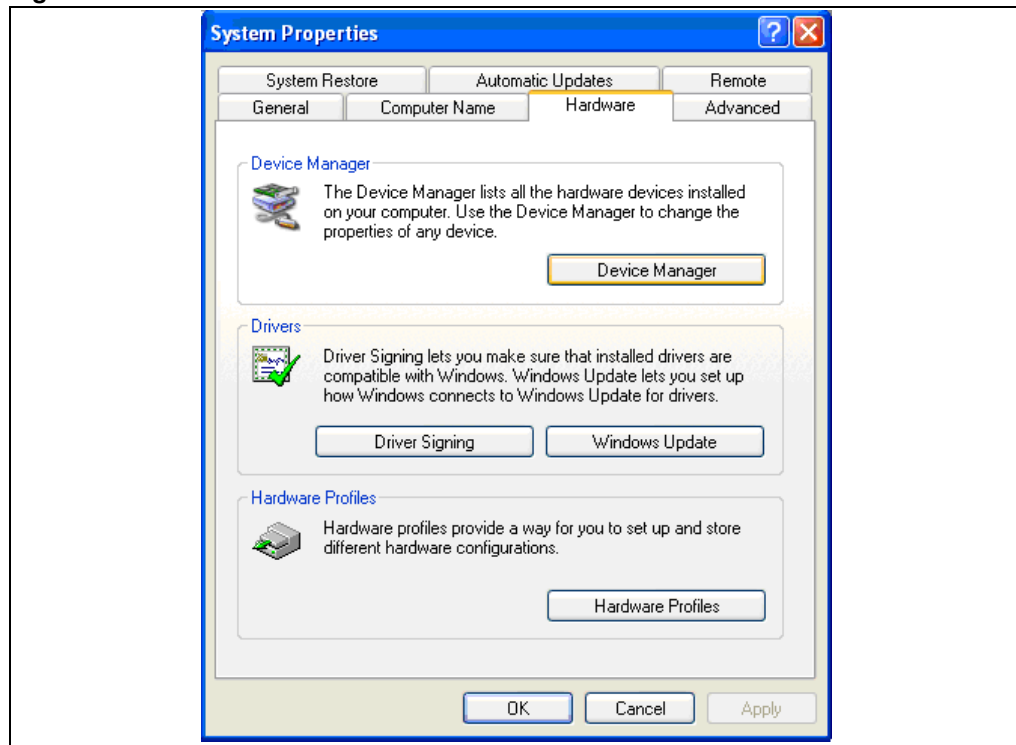 System Properties
System Restore Automatic Updates Remote
General Computer Name Hardware Advanced
Device Manager
The Device Manager lists all the hardware devices installed
on your computer. Use the Device Manager to change the
properties of any device.
Device Manager
Drivers
Driver Signing lets you make sure that installed drivers are
compatible with Windows. Windows Update lets you set up
how Windows connects to Windows Update for drivers.
Driver Signing Windows Update
Hardware Profiles
Hardware profiles provide a way for you to set up and store
different hardware configurations.
Hardware Profiles
OK Cancel Apply